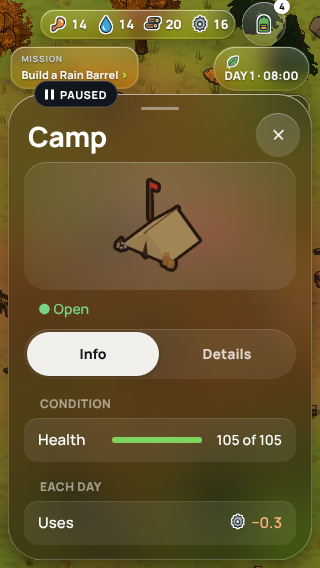 14 14 20 16
4
MISSION
Build a Rain Barrel ›
DAY 1 · 08:00
PAUSED
Camp
Open
Info Details
CONDITION
Health 105 of 105
EACH DAY
Uses −0.3